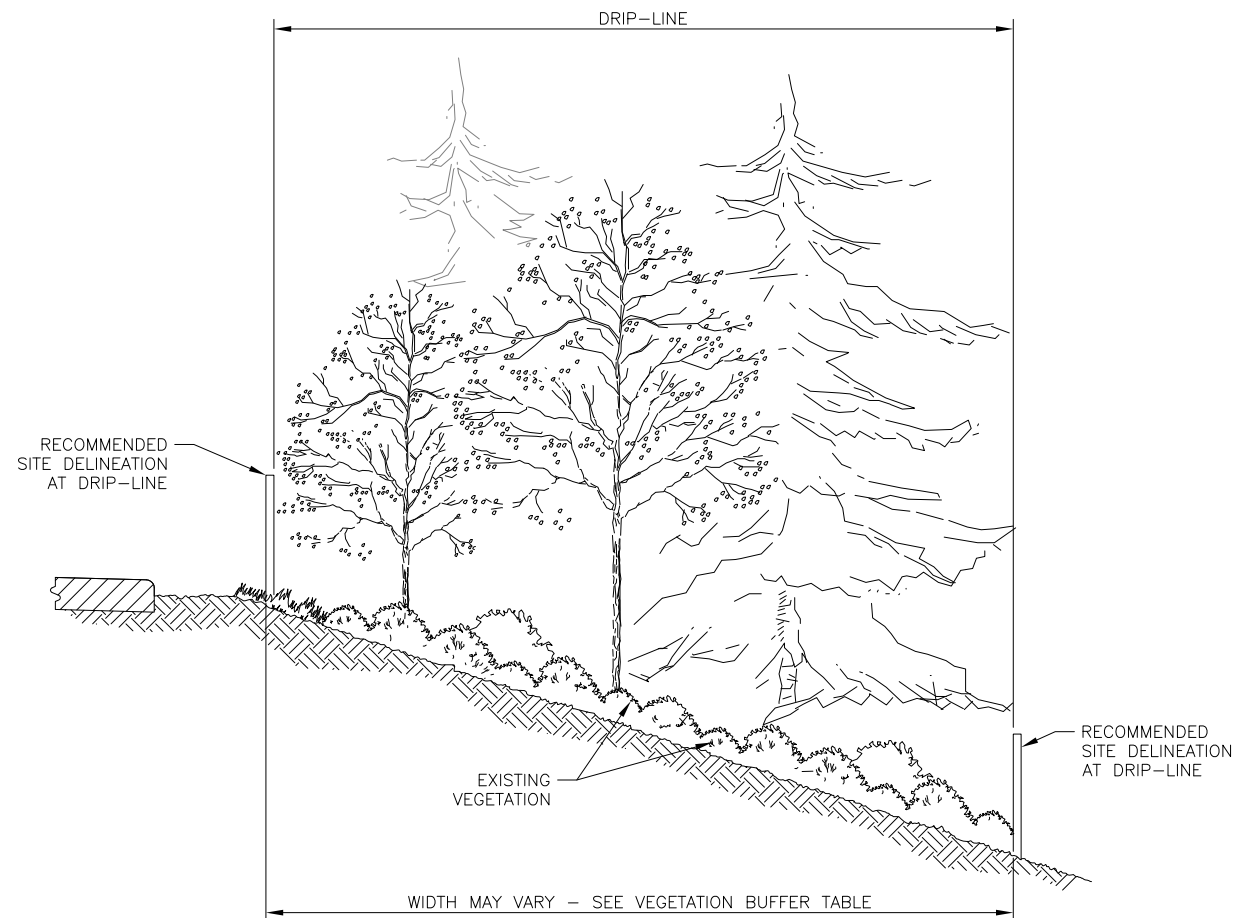 DRIP-LINE
RECOMMENDED
SITE DELINEATION
AT DRIP-LINE
RECOMMENDED
SITE DELINEATION
AT DRIP-LINE
EXISTING
VEGETATION
WIDTH MAY VARY - SEE VEGETATION BUFFER TABLE